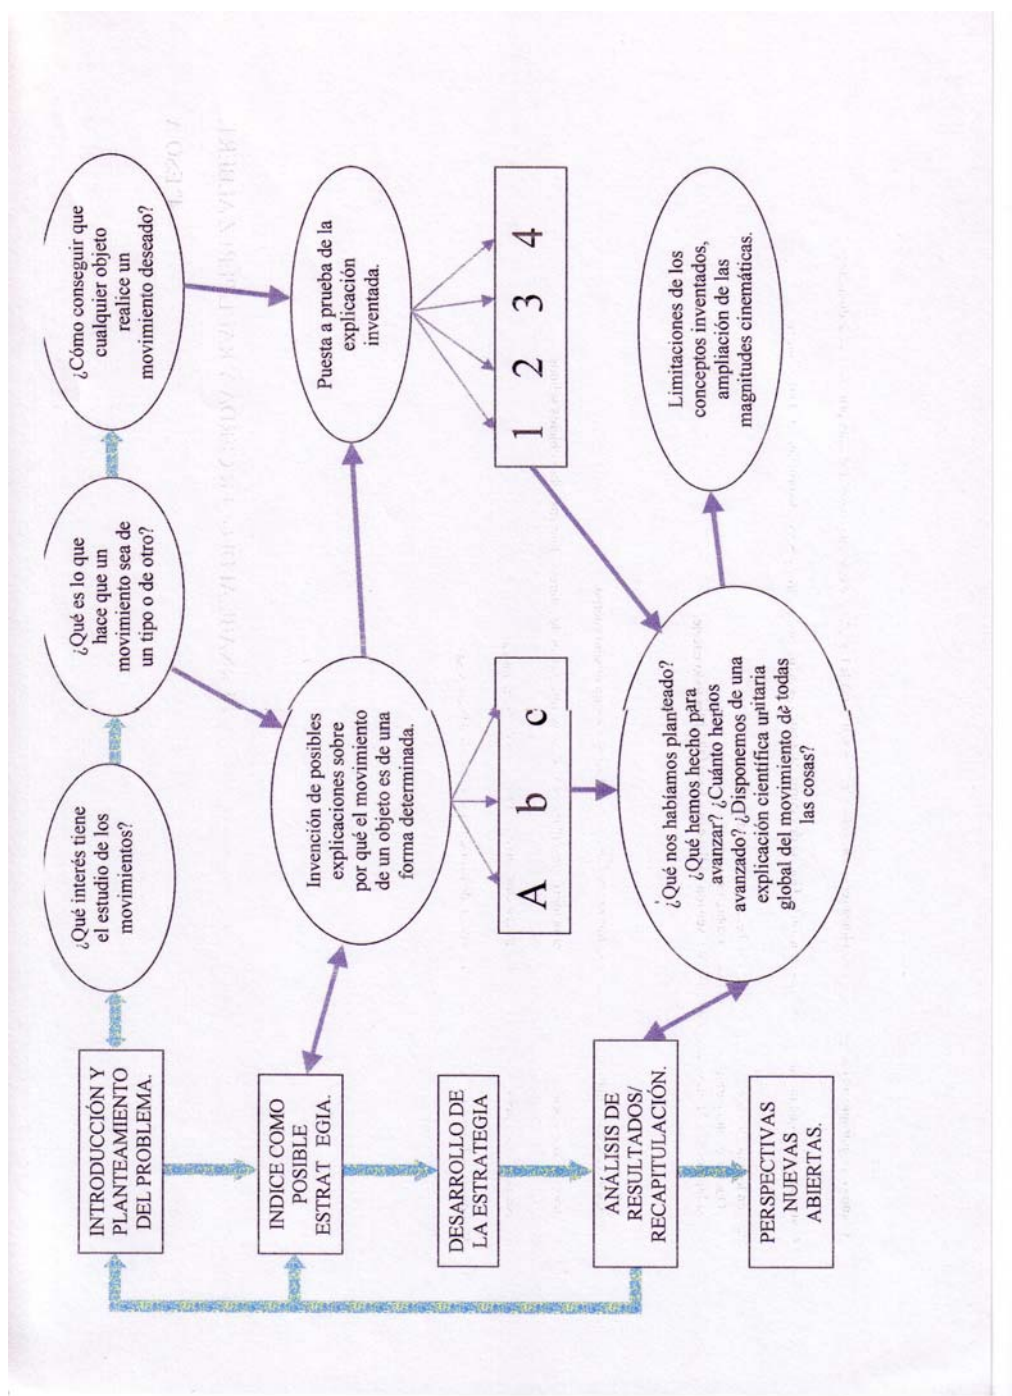 INTRODUCCIÓN Y
PLANTEAMIENTO
DEL PROBLEMA.
¿Qué interés tiene
el estudio de los
movimientos?
¿Qué es lo que
hace que un
movimiento sea de
un tipo o de otro?
¿Cómo conseguir que
cualquier objeto
realice un
movimiento deseado?
INDICE COMO
POSIBLE
ESTRAT EGIA.
Invención de posibles
explicaciones sobre
por qué el movimiento
de un objeto es de una
forma determinada.
Puesta a prueba de la
explicación
inventada.
DESARROLLO DE
LA ESTRATEGIA
A b c
1 2 3 4
ANÁLISIS DE
RESULTADOS/
RECAPITULACIÓN.
¿Qué nos habíamos planteado?
¿Qué hemos hecho para
avanzar? ¿Cuánto hemos
avanzado? ¿Disponemos de una
explicación científica unitaria
global del movimiento de todas
las cosas?
Limitaciones de los
conceptos inventados,
ampliación de las
magnitudes cinemáticas.
PERSPECTIVAS
NUEVAS
ABIERTAS.